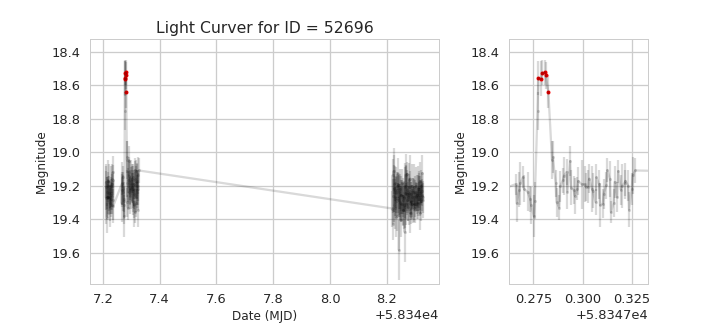 Light Curver for ID = 52696
18.4
18.6
18.8
19.0
19.2
19.4
19.6
Magnitude
7.2 7.4 7.6 7.8 8.0 8.2
Date (MJD)
+5.834e4
18.4
18.6
18.8
19.0
19.2
19.4
19.6
Magnitude
0.275 0.300 0.325
+5.8347e4